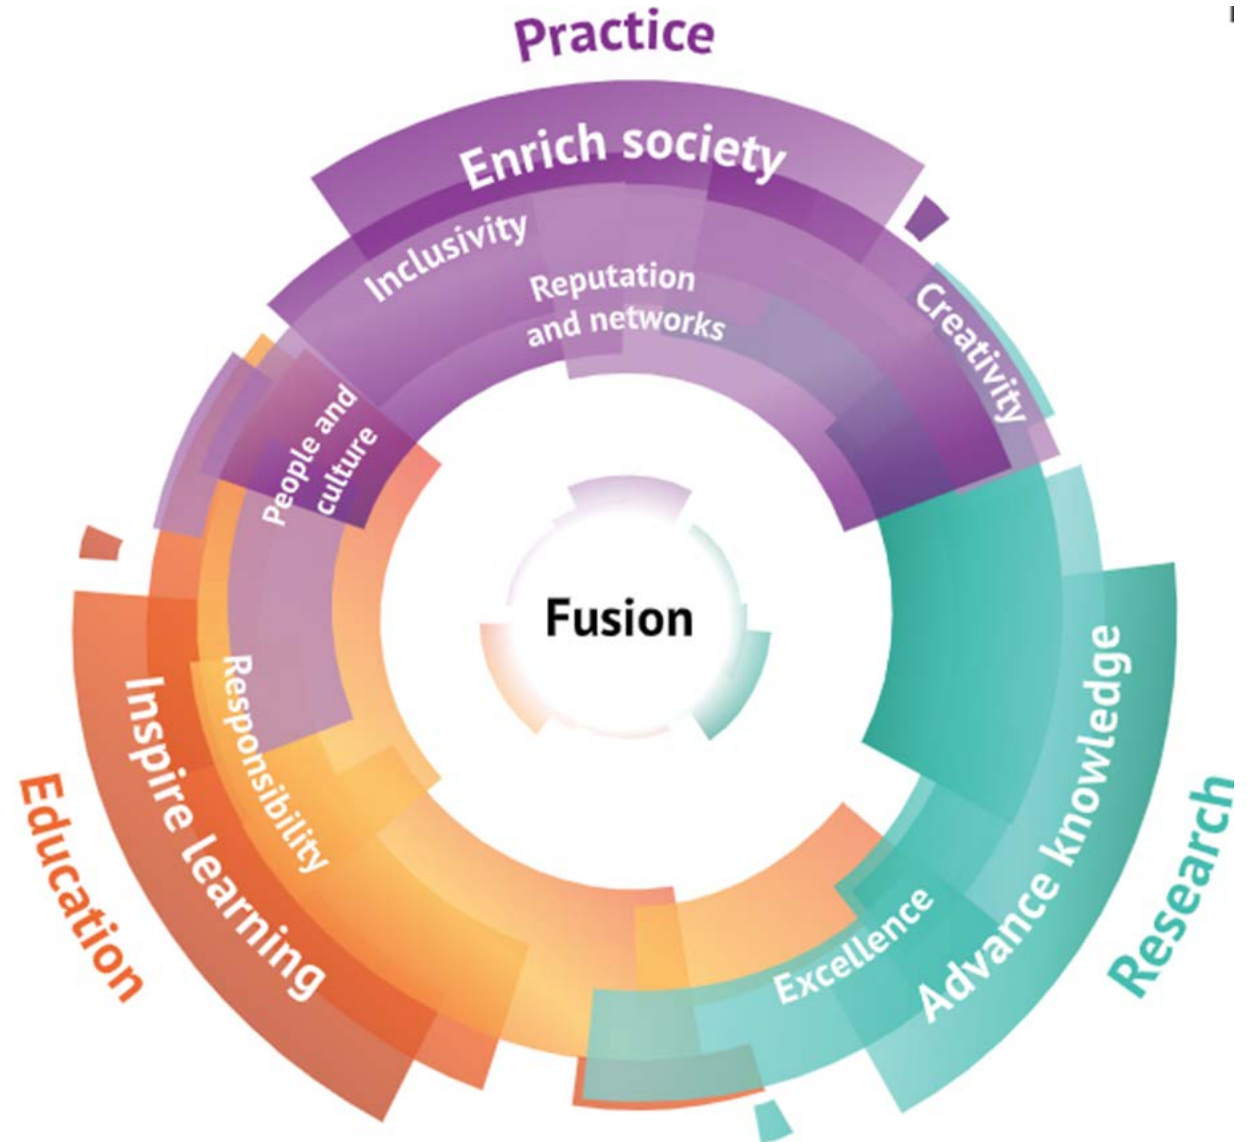 Practice
Enrich society
Inclusivity
Reputation
and networks
Creativity
People and
culture
Fusion
Responsibility
Inspire learning
Education
Advance knowledge
Excellence
Research